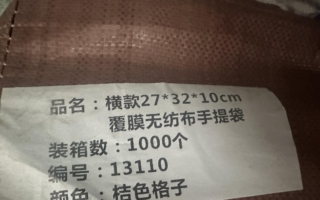 品名：横款27*32*10cm
覆膜无纺布手提袋
装箱数：1000个
编号：13110
颜色：桔色格子